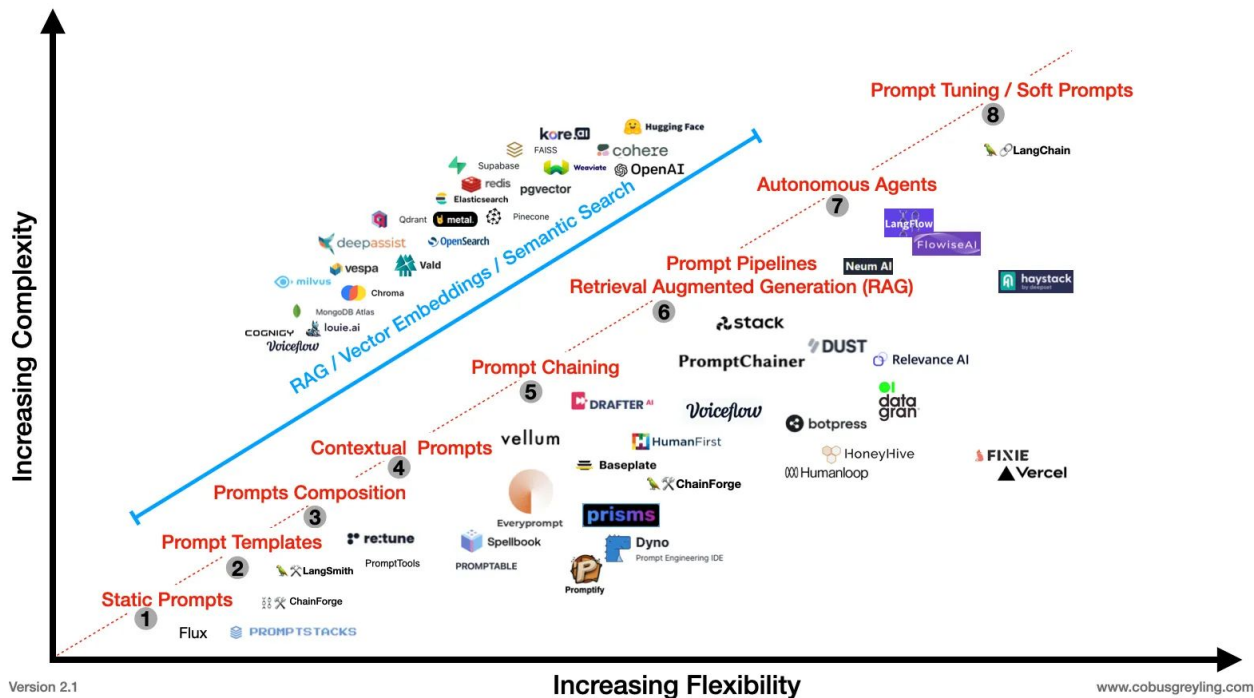 Prompt Tuning / Soft Prompts
8
LangChain
Autonomous Agents
7
LangFlow
FlowiseAI
Prompt Pipelines
Neum AI
Retrieval Augmented Generation (RAG)
6
haystack
by deepset
kore.ai
Hugging Face
FAISS
cohere
Supabase
Weaviate
OpenAI
redis
pgvector
Elasticsearch
Qdrant
metal.
Pinecone
deepassist
OpenSearch
vespa
Vald
milvus
Chroma
MongoDB Atlas
COGNIGY
louie.ai
Voiceflow
RAG / Vector Embeddings / Semantic Search
stack
DUST
PromptChainer
Relevance AI
Prompt Chaining
5
DRAFTER AI
Voiceflow
data
gran
botpress
vellum
HumanFirst
HoneyHive
FIXIE
Baseplate
Humanloop
Vercel
ChainForge
Contextual Prompts
4
Everyprompt
prisms
Prompts Composition
3
re:tune
Spellbook
Dyno
Prompt Engineering IDE
PromptTools
PROMPTABLE
Promptify
Prompt Templates
2
LangSmith
Static Prompts
1
ChainForge
Flux
PROMPTSTACKS
Increasing Complexity
Increasing Flexibility
Version 2.1
www.cobusgreyling.com